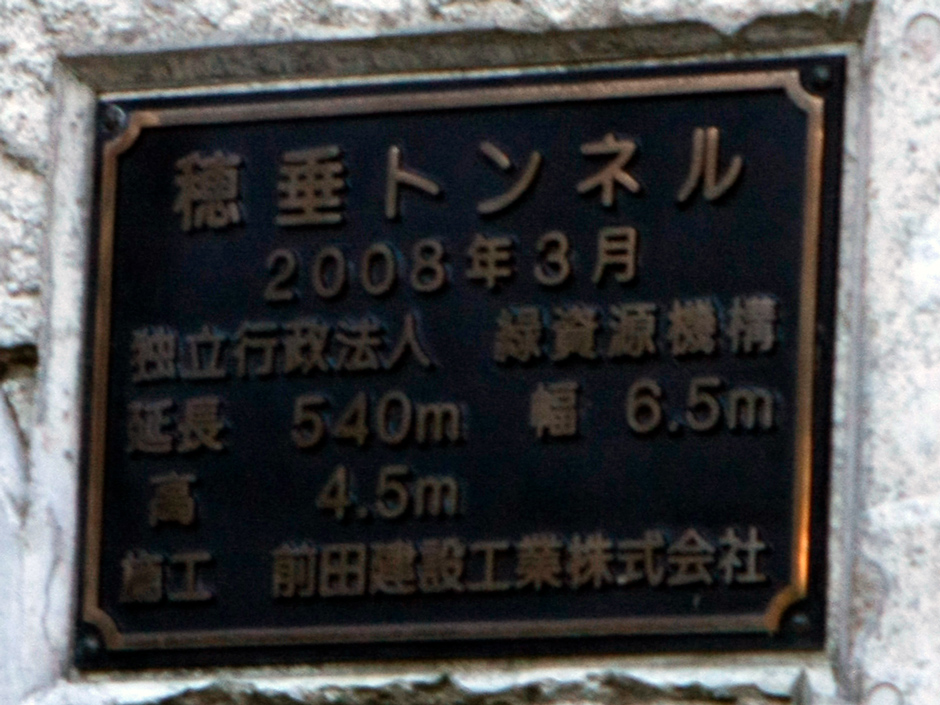 穂垂トンネル
2008年3月
独立行政法人　緑資源機構
延長　540m　幅　6.5m
高　4.5m
施工　前田建設工業株式会社